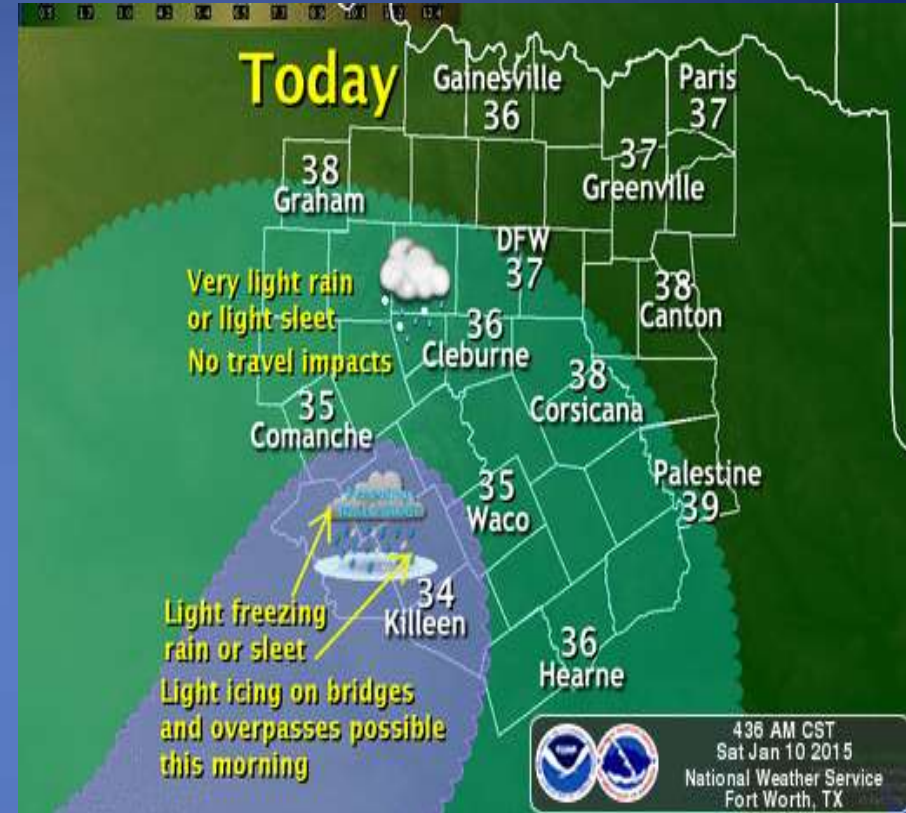 Today
Gainesville
36
Paris
37
38
Graham
37
Greenville
DFW
37
Very light rain
or light sleet
No travel impacts
38
Canton
36
Cleburne
38
Corsicana
35
Comanche
Palestine
39
35
Waco
34
Killeen
Light freezing
rain or sleet
36
Hearne
Light icing on bridges
and overpasses possible
this morning
436 AM CST
Sat Jan 10 2015
National Weather Service
Fort Worth, TX